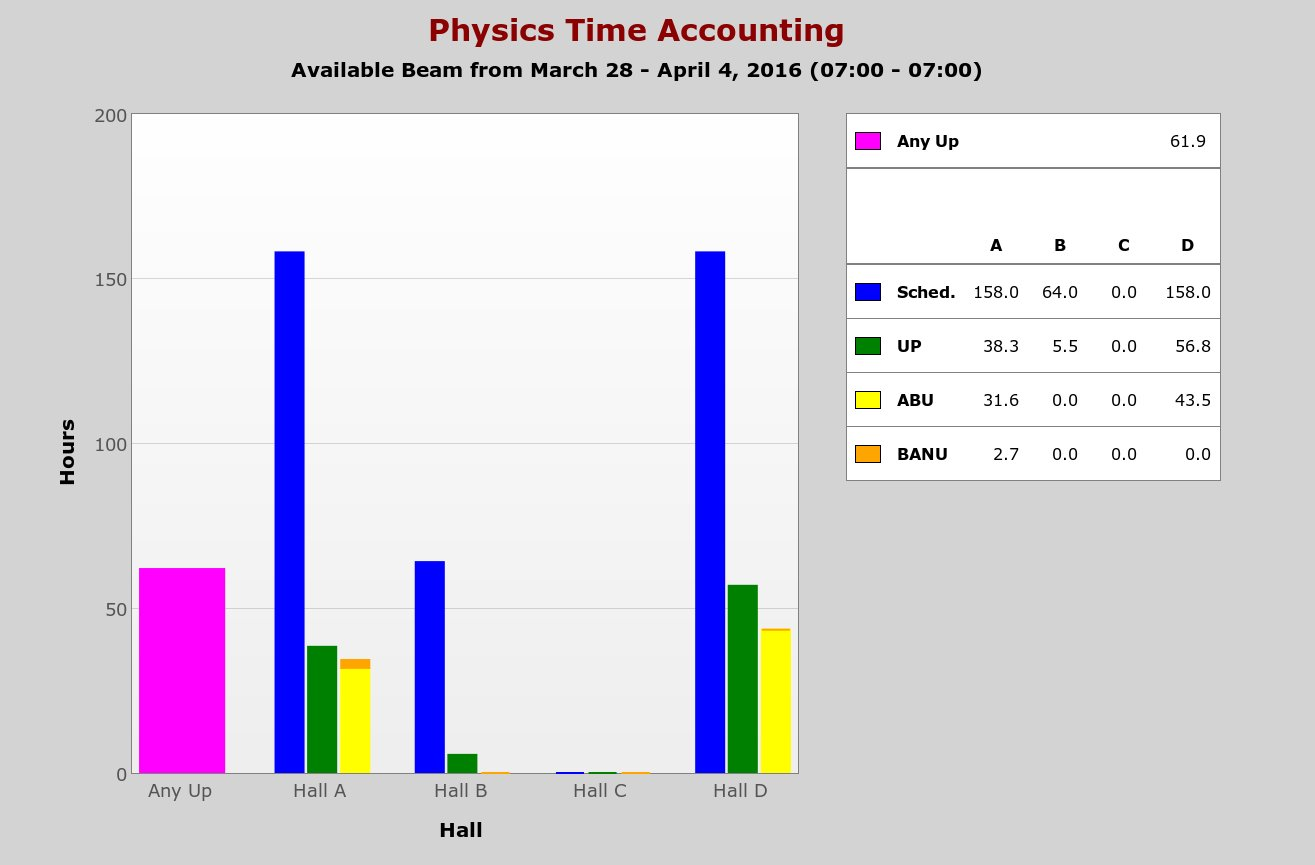 Physics Time Accounting
Available Beam from March 28 - April 4, 2016 (07:00 - 07:00)
200
150
100
50
0
Hours
Any Up Hall A Hall B Hall C Hall D
Hall
Any Up 61.9
A B C D
Sched. 158.0 64.0 0.0 158.0
UP 38.3 5.5 0.0 56.8
ABU 31.6 0.0 0.0 43.5
BANU 2.7 0.0 0.0 0.0